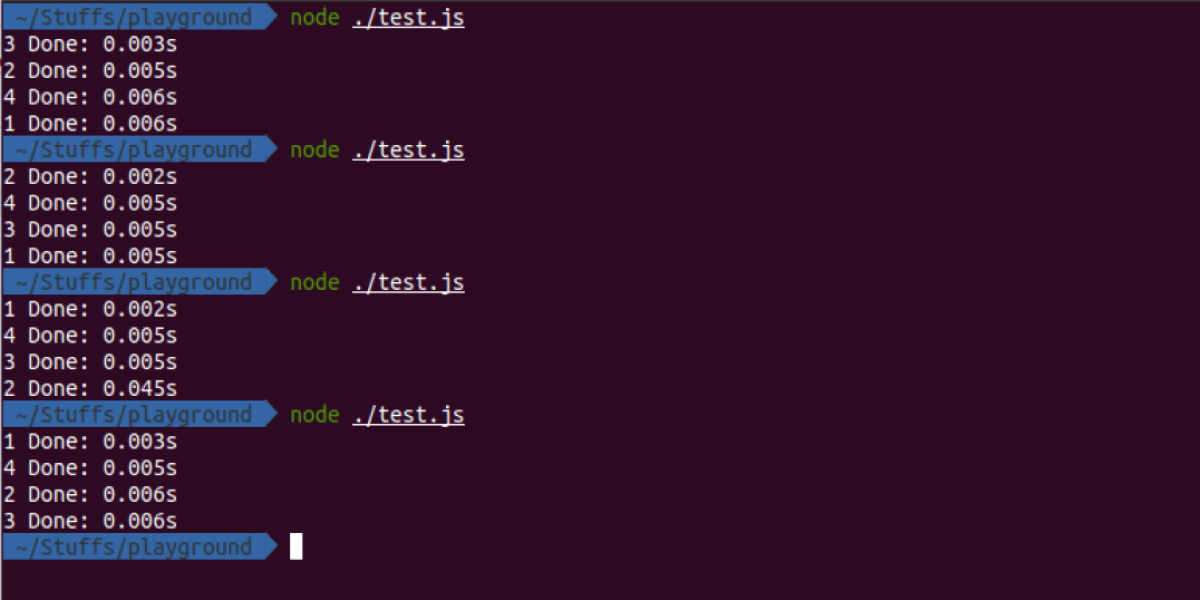 ~/Stuffs/playground node ./test.js
3 Done: 0.003s
2 Done: 0.005s
4 Done: 0.006s
1 Done: 0.006s
~/Stuffs/playground node ./test.js
2 Done: 0.002s
4 Done: 0.005s
3 Done: 0.005s
1 Done: 0.005s
~/Stuffs/playground node ./test.js
1 Done: 0.002s
4 Done: 0.005s
3 Done: 0.005s
2 Done: 0.045s
~/Stuffs/playground node ./test.js
1 Done: 0.003s
4 Done: 0.005s
2 Done: 0.006s
3 Done: 0.006s
~/Stuffs/playground